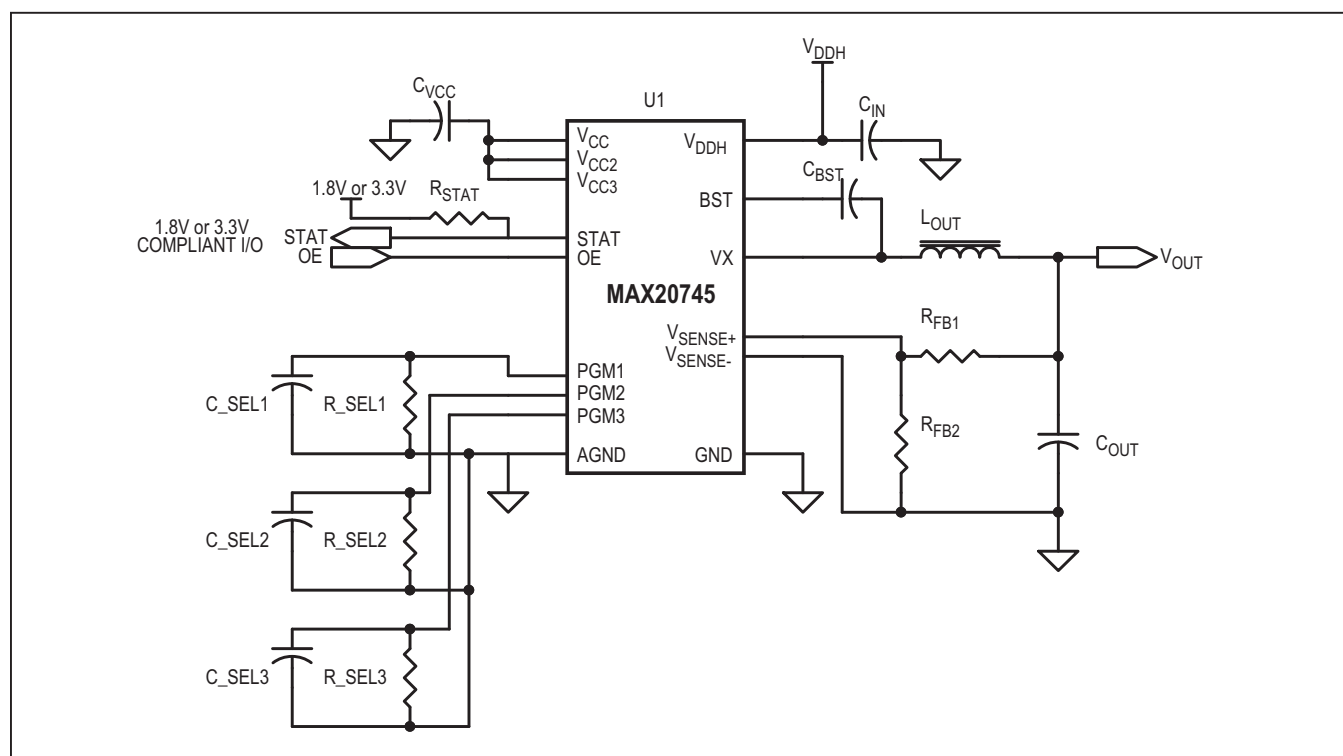 V_DDH
C_VCC
U1
C_IN
V_CC
V_CC2
V_CC3
V_DDH
C_BST
1.8V or 3.3V
R_STAT
BST
L_OUT
1.8V or 3.3V
COMPLIANT I/O
STAT
OE
STAT
OE
VX
V_OUT
MAX20745
V_SENSE+
V_SENSE-
R_FB1
PGM1
PGM2
PGM3
C_SEL1
R_SEL1
R_FB2
AGND
GND
C_OUT
C_SEL2
R_SEL2
C_SEL3
R_SEL3